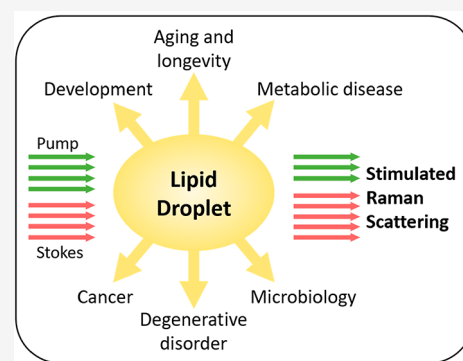 Aging and
longevity
Development
Metabolic disease
Pump
Lipid
Droplet
Stimulated
Raman
Scattering
Stokes
Cancer
Microbiology
Degenerative
disorder